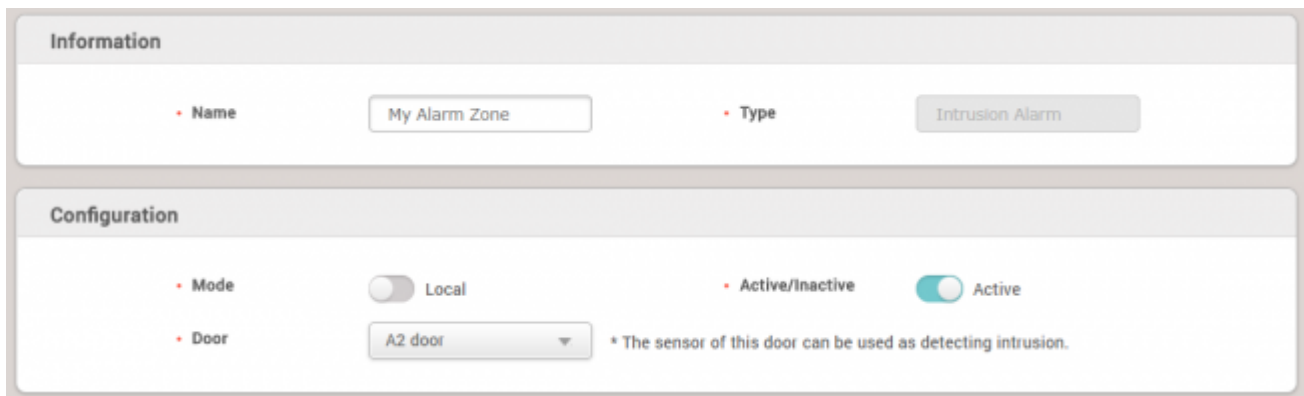 Information
• Name My Alarm Zone • Type Intrusion Alarm
Configuration
• Mode Local • Active/Inactive Active
• Door A2 door * The sensor of this door can be used as detecting intrusion.